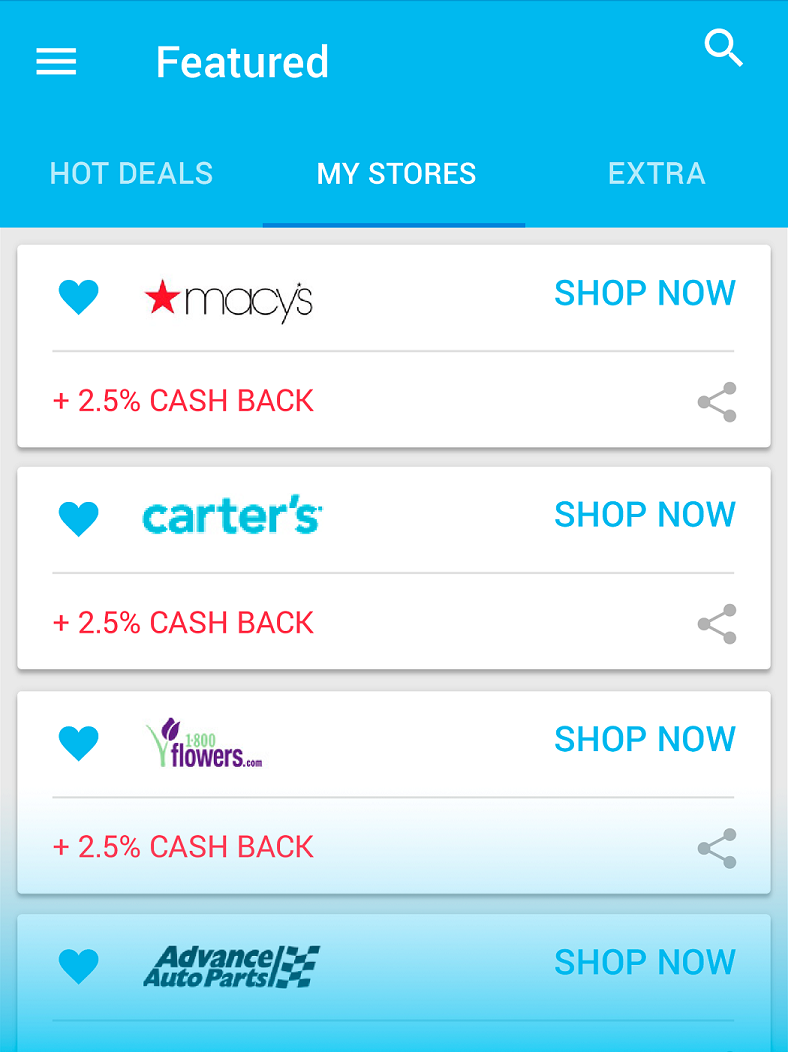 Featured
HOT DEALS MY STORES EXTRA
macy's SHOP NOW
+ 2.5% CASH BACK
carter's SHOP NOW
+ 2.5% CASH BACK
1·800
flowers.com SHOP NOW
+ 2.5% CASH BACK
Advance
Auto Parts SHOP NOW